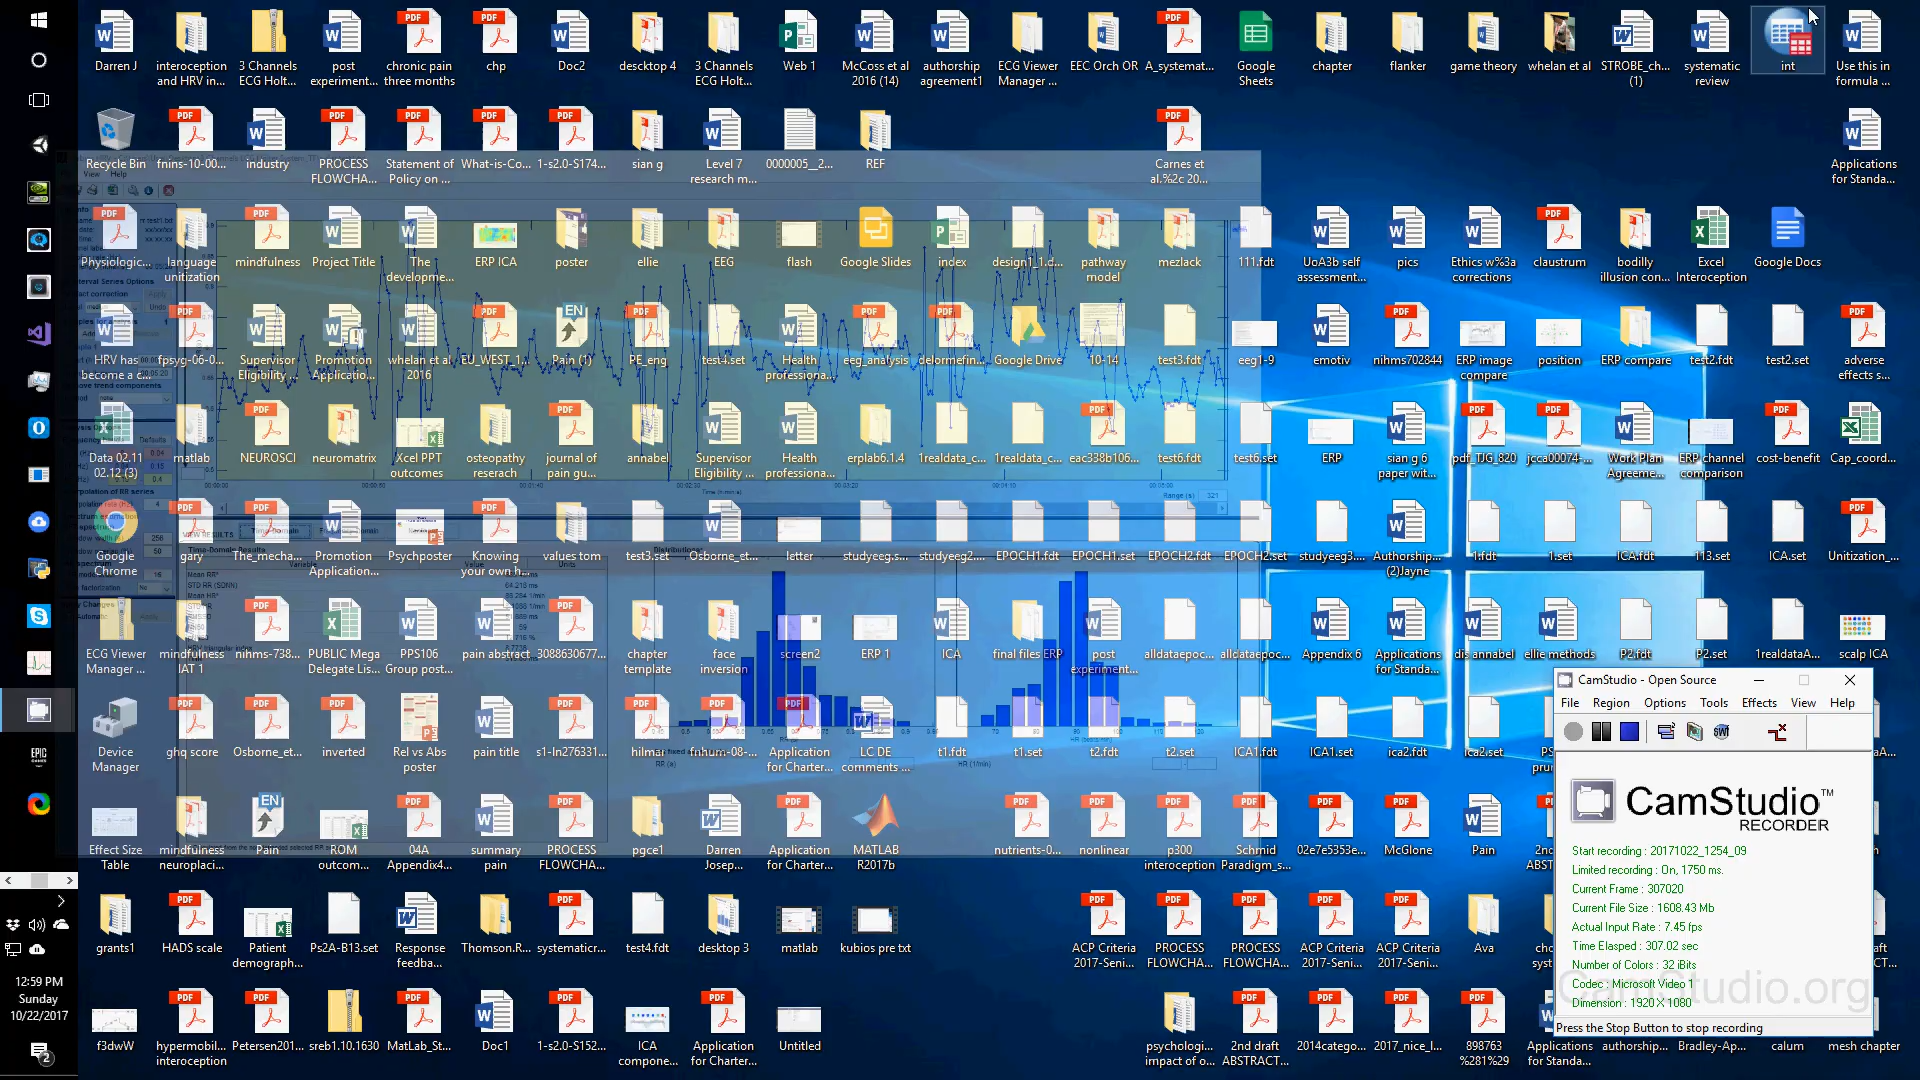 Darren J
interoception
and HRV in...
3 Channels
ECG Holt...
post
experiment...
chronic pain
three months
chp
Doc2
descktop 4
3 Channels
ECG Holt...
Web 1
McCoss et al
2016 (14)
authorship
agreement1
ECG Viewer
Manager ...
EEC Orch OR
A_systemat...
Google
Sheets
chapter
flanker
game theory
whelan et al
STROBE_ch...
(1)
systematic
review
int
Use this in
formula ...
Recycle Bin
fnins-10-00...
industry
PROCESS
FLOWCHA...
Statement of
Policy on ...
What-is-Co...
1-s2.0-S174...
sian g
Level 7
research m...
0000005__2...
REF
Carnes et
al.%2c 20...
Applications
for Standa...
View Help
Physiologic...
language
unitization
mindfulness
Project Title
The
developme...
ERP ICA
poster
ellie
EEG
flash
Google Slides
index
design1_1.d...
pathway
model
mezlack
111.fdt
UoA3b self
assessment...
pics
Ethics w%3a
corrections
claustrum
bodilly
illusion con...
Excel
Interoception
Google Docs
HRV has
become a c...
fpsyg-06-0...
Supervisor
Eligibility ...
Promotion
Applicatio...
whelan et al
2016
EU_WEST_1...
Pain (1)
PE_eng
test4.set
Health
professiona...
eeg_analysis
delormefin...
Google Drive
10-14
test3.fdt
eeg1-9
emotiv
nihms702844
ERP image
compare
position
ERP compare
test2.fdt
test2.set
adverse
effects s...
Data 02.11
02.12 (3)
matlab
NEUROSCI
neuromatrix
Xcel PPT
outcomes
osteopathy
reserach
journal of
pain gu...
annabel
Supervisor
Eligibility ...
Health
professiona...
erplab6.1.4
1realdata_c...
1realdata_c...
eac338b106...
test6.fdt
test6.set
ERP
sian g 6
paper wit...
pdf_TJG_820
jcca00074-...
Work Plan
Agreeme...
ERP channel
comparison
cost-benefit
Cap_coord...
Google
Chrome
gary
The_mecha...
Promotion
Application...
Psychposter
Knowing
your own h...
values tom
test3.set
Osborne_et...
letter
studyeeg.s...
studyeeg2....
EPOCH1.fdt
EPOCH1.set
EPOCH2.fdt
EPOCH2.set
studyeeg3....
Authorship...
(2)Jayne
1.fdt
1.set
ICA.fdt
113.set
ICA.set
Unitization_...
ECG Viewer
Manager ...
mindfulness
IAT 1
nihms-738...
PUBLIC Mega
Delegate Lis...
PPS106
Group post...
pain abstract
3088630677...
chapter
template
face
inversion
screen2
ERP 1
ICA
final files ERP
post
experiment...
alldataepoc...
alldataepoc...
Appendix 6
Applications
for Standa...
dis annabel
ellie methods
P2.fdt
P2.set
1realdataA...
scalp ICA
Device
Manager
ghq score
Osborne_et...
inverted
Rel vs Abs
poster
pain title
s1-ln276331...
hilmar
fnhum-08-...
Application
for Charter...
LC DE
comments ...
t1.fdt
t1.set
t2.fdt
t2.set
ICA1.fdt
ICA1.set
ica2.fdt
ica2.set
CamStudio - Open Source
File Region Options Tools Effects View Help
CamStudio™
RECORDER
Start recording : 20171022_1254_09
Limited recording : On, 1750 ms.
Current Frame : 307020
Current File Size : 1608.43 Mb
Actual Input Rate : 7.45 fps
Time Elasped : 307.02 sec
Number of Colors : 32 iBits
Codec : Microsoft Video 1
Dimension : 1920 X 1080
CamStudio.org
Press the Stop Button to stop recording
Effect Size
Table
mindfulness
neuroplaci...
Pain
ROM
outcom...
04A
Appendix4...
summary
pain
PROCESS
FLOWCHA...
pgce1
Darren
Josep...
Application
for Charter...
MATLAB
R2017b
nutrients-0...
nonlinear
p300
interoception
Schmid
Paradigm_s...
02e7e5353e...
McGlone
Pain
grants1
HADS scale
Patient
demograph...
Ps2A-B13.set
Response
feedba...
Thomson.R...
systematicr...
test4.fdt
desktop 3
matlab
kubios pre txt
ACP Criteria
2017-Seni...
PROCESS
FLOWCHA...
PROCESS
FLOWCHA...
ACP Criteria
2017-Seni...
ACP Criteria
2017-Seni...
Ava
12:59 PM
Sunday
10/22/2017
f3dwW
hypermobil...
interoception
Petersen201...
sreb1.10.1630
MatLab_St...
Doc1
1-s2.0-S152...
ICA
compone...
Application
for Charter...
Untitled
psychologi...
impact of o...
2nd draft
ABSTRACT...
2014catego...
2017_nice_l...
898763
%281%29
Applications
for Standa...
authorship...
Bradley-Ap...
calum
mesh chapter